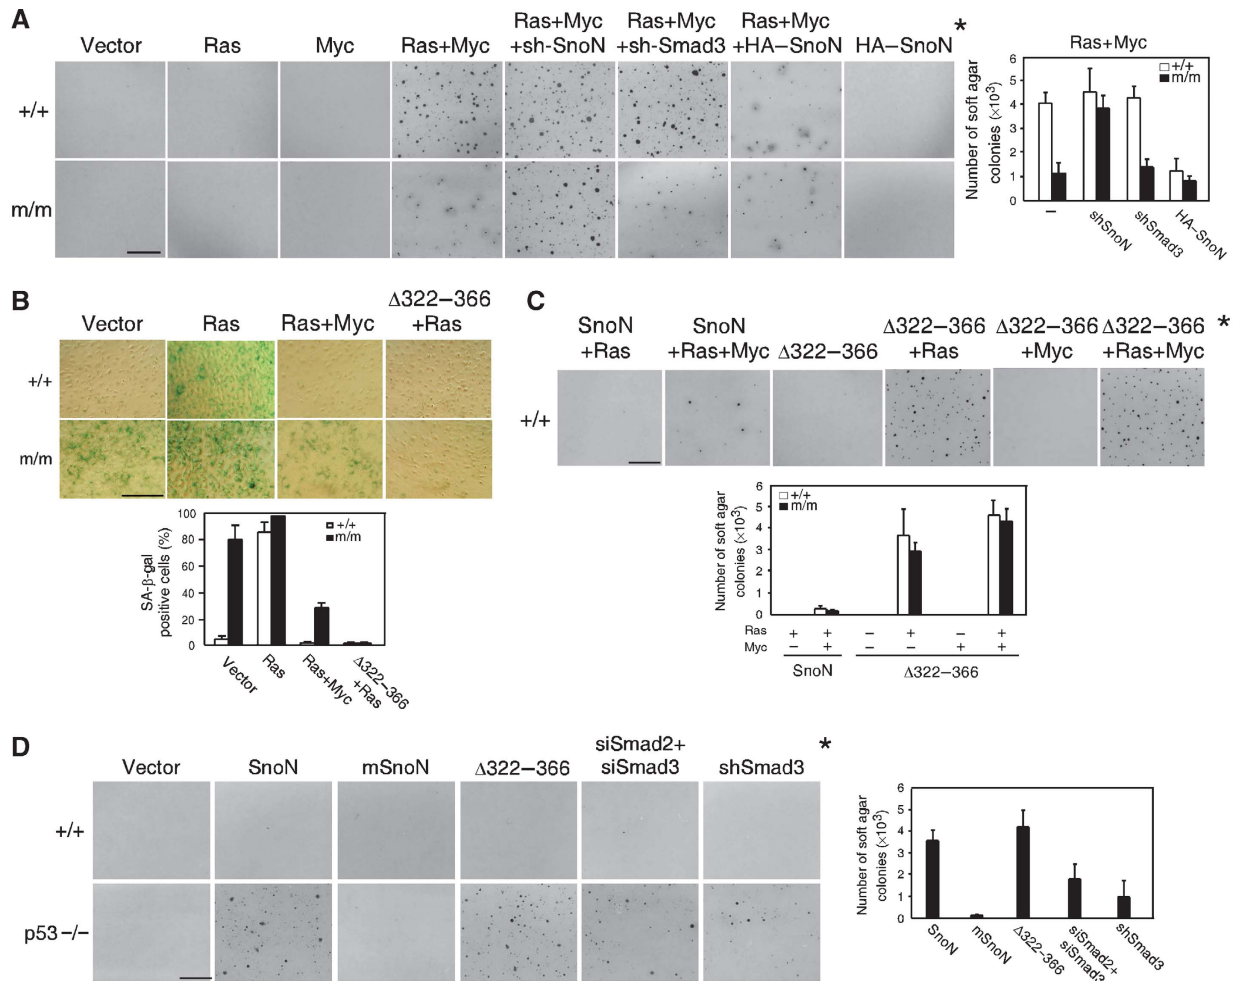 A
Vector Ras Myc Ras+Myc Ras+Myc +sh-SnoN Ras+Myc +sh-Smad3 Ras+Myc +HA–SnoN HA–SnoN *
+/+
m/m
Ras+Myc
Number of soft agar colonies (×10³)
6
5
4
3
2
1
0
+/+
m/m
–
shSnoN
shSmad3
HA–SnoN
B
Vector Ras Ras+Myc Δ322–366 +Ras
+/+
m/m
SA-β-gal positive cells (%)
100
80
60
40
20
0
+/+
m/m
Vector
Ras
Ras+Myc
Δ322–366 +Ras
C
SnoN +Ras SnoN +Ras+Myc Δ322–366 Δ322–366 +Ras Δ322–366 +Myc Δ322–366 +Ras+Myc *
+/+
Number of soft agar colonies (×10³)
6
5
4
3
2
1
0
+/+
m/m
Ras + + – + – +
Myc – + – – + +
SnoN Δ322–366
D
Vector SnoN mSnoN Δ322–366 siSmad2+ siSmad3 shSmad3 *
+/+
p53 –/–
Number of soft agar colonies (×10³)
6
5
4
3
2
1
0
SnoN
mSnoN
Δ322–366
siSmad2+ siSmad3
shSmad3